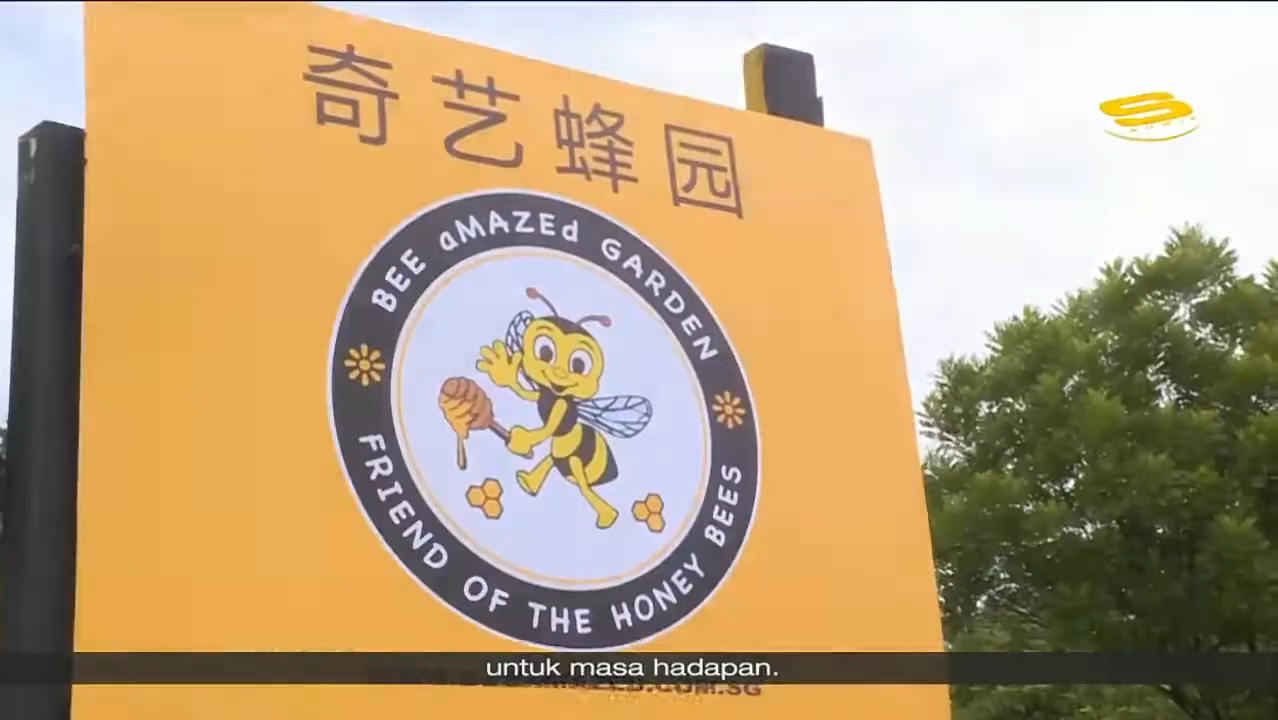 奇艺蜂园
BEE aMAZEd GARDEN
FRIEND OF THE HONEY BEES
untuk masa hadapan.